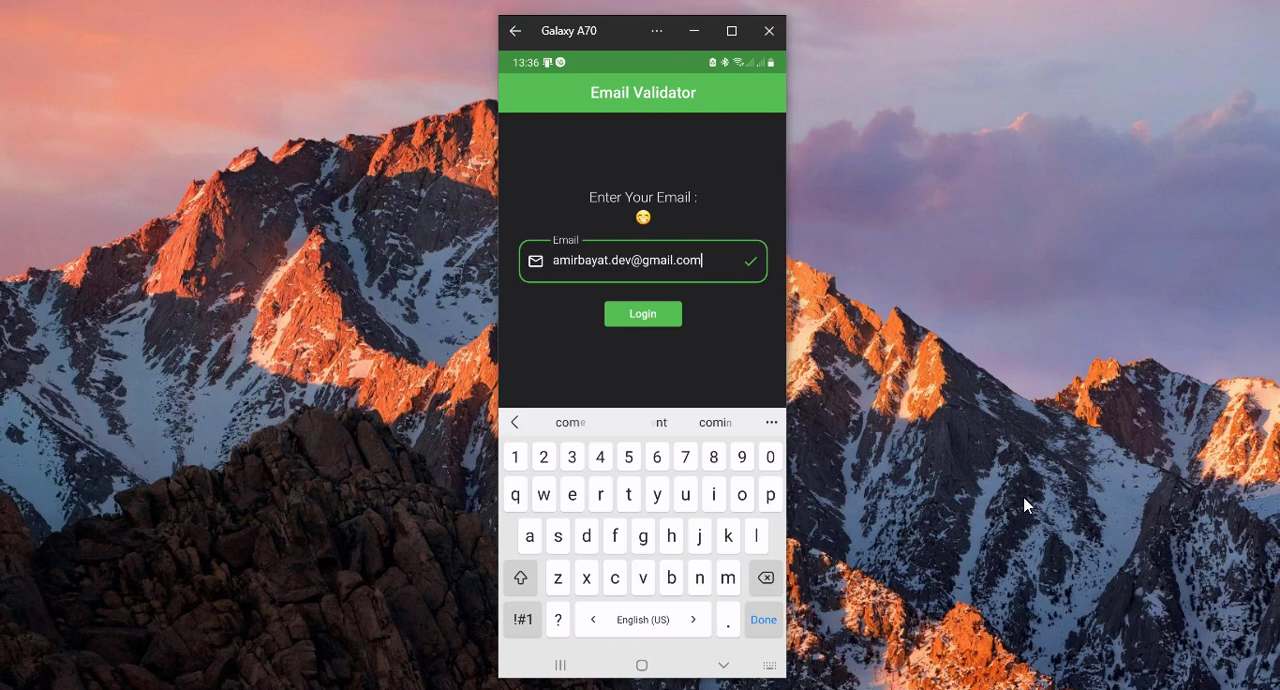 Galaxy A70
13:36
Email Validator
Enter Your Email :
Email
amirbayat.dev@gmail.com
Login
come nt comin
1 2 3 4 5 6 7 8 9 0
q w e r t y u i o p
a s d f g h j k l
z x c v b n m
!#1 ? English (US) . Done